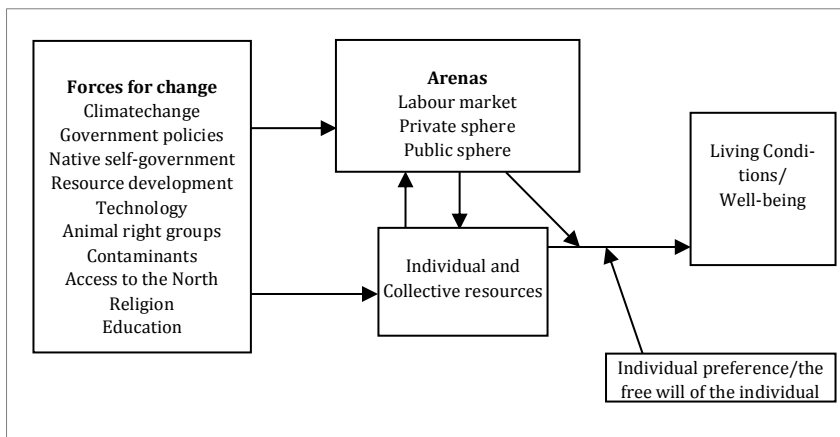 Forces for change
Climatechange
Government policies
Native self-government
Resource development
Technology
Animal right groups
Contaminants
Access to the North
Religion
Education
Arenas
Labour market
Private sphere
Public sphere
Individual and
Collective resources
Living Condi-
tions/
Well-being
Individual preference/the
free will of the individual